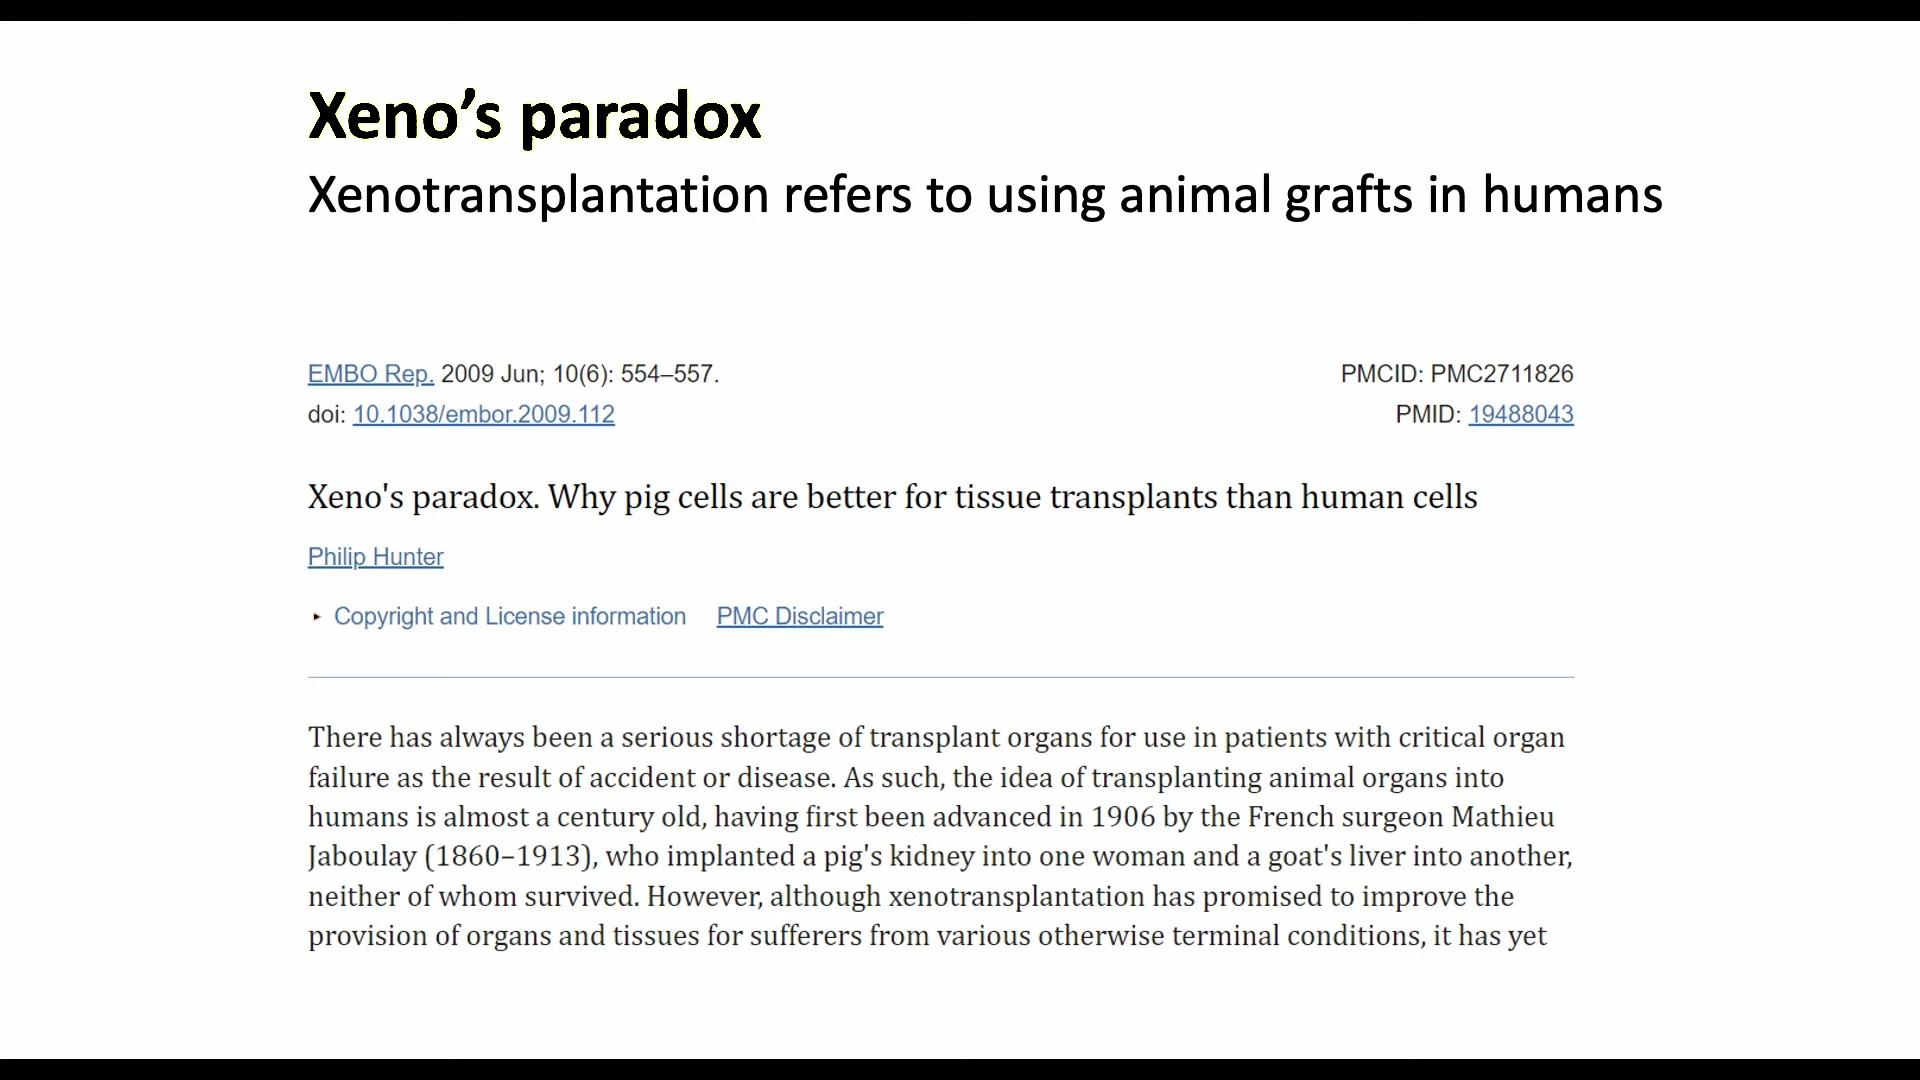 Xeno’s paradox
Xenotransplantation refers to using animal grafts in humans
EMBO Rep. 2009 Jun; 10(6): 554–557.
PMCID: PMC2711826
doi: 10.1038/embor.2009.112
PMID: 19488043
Xeno's paradox. Why pig cells are better for tissue transplants than human cells
Philip Hunter
Copyright and License information PMC Disclaimer
There has always been a serious shortage of transplant organs for use in patients with critical organ
failure as the result of accident or disease. As such, the idea of transplanting animal organs into
humans is almost a century old, having first been advanced in 1906 by the French surgeon Mathieu
Jaboulay (1860–1913), who implanted a pig's kidney into one woman and a goat's liver into another,
neither of whom survived. However, although xenotransplantation has promised to improve the
provision of organs and tissues for sufferers from various otherwise terminal conditions, it has yet